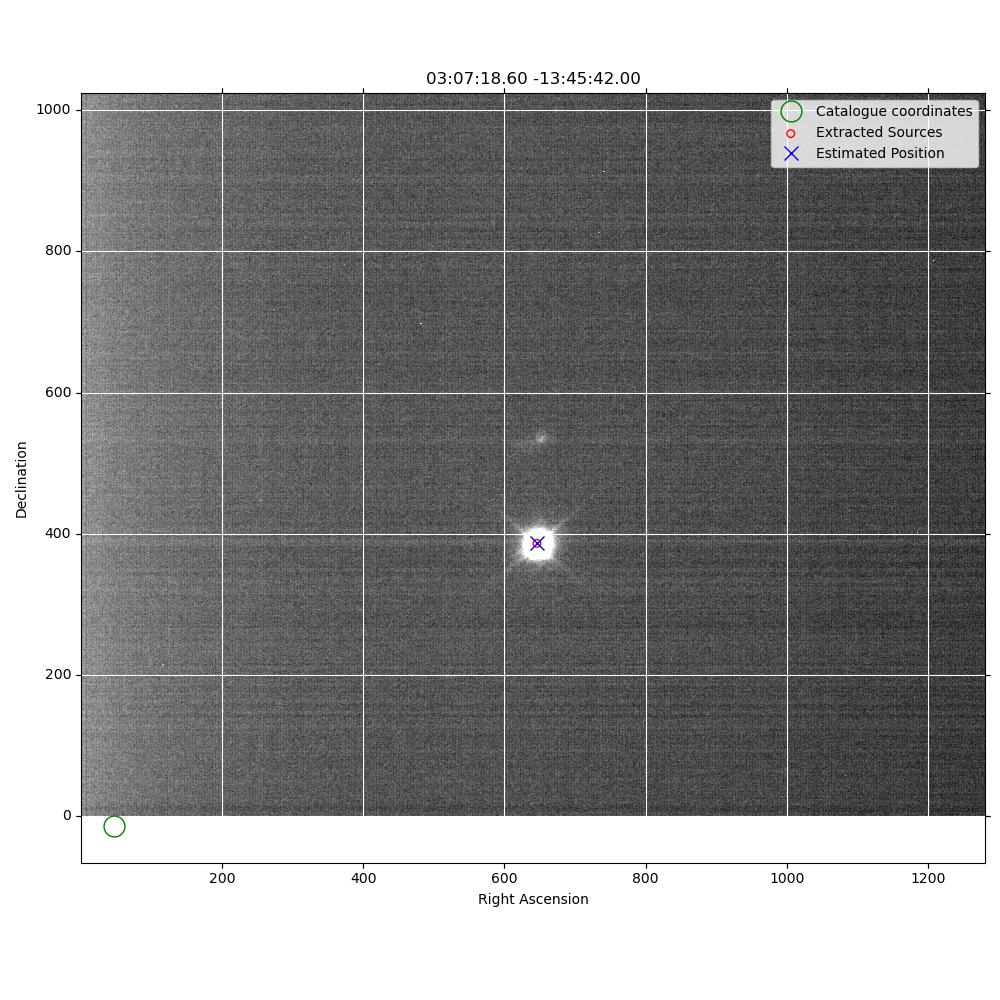 03:07:18.60 -13:45:42.00
1000
800
600
400
200
0
Catalogue coordinates
Extracted Sources
Estimated Position
Declination
200 400 600 800 1000 1200
Right Ascension